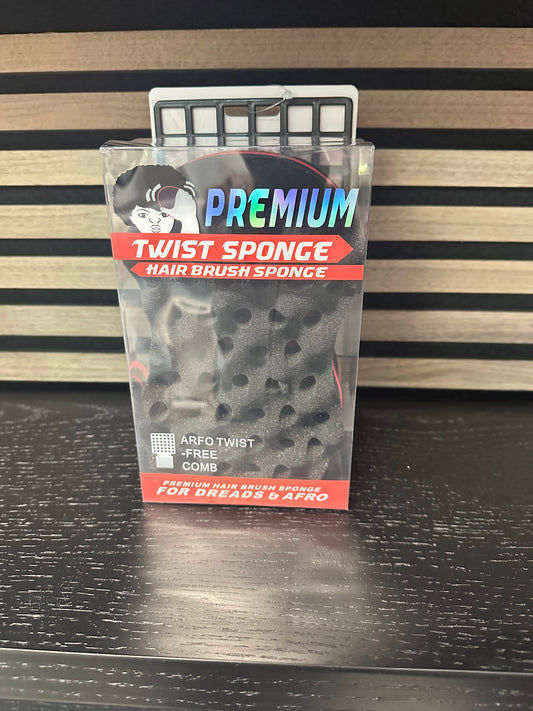 PREMIUM
TWIST SPONGE
HAIR BRUSH SPONGE
ARFO TWIST
-FREE
COMB
PREMIUM HAIR BRUSH SPONGE
FOR DREADS & AFRO